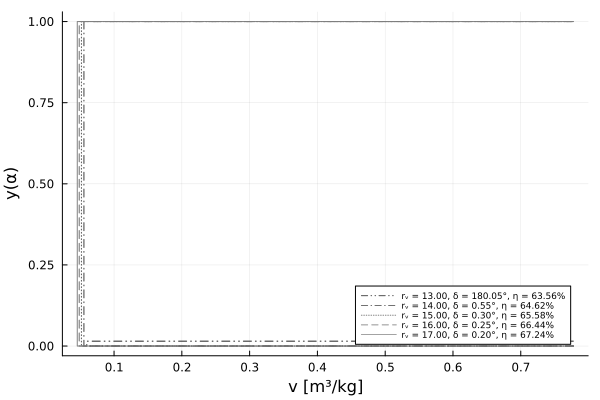 1.00
0.75
0.50
0.25
0.00
y(α)
0.1 0.2 0.3 0.4 0.5 0.6 0.7
v [m³/kg]
rᵥ = 13.00, δ = 180.05°, η = 63.56%
rᵥ = 14.00, δ = 0.55°, η = 64.62%
rᵥ = 15.00, δ = 0.30°, η = 65.58%
rᵥ = 16.00, δ = 0.25°, η = 66.44%
rᵥ = 17.00, δ = 0.20°, η = 67.24%